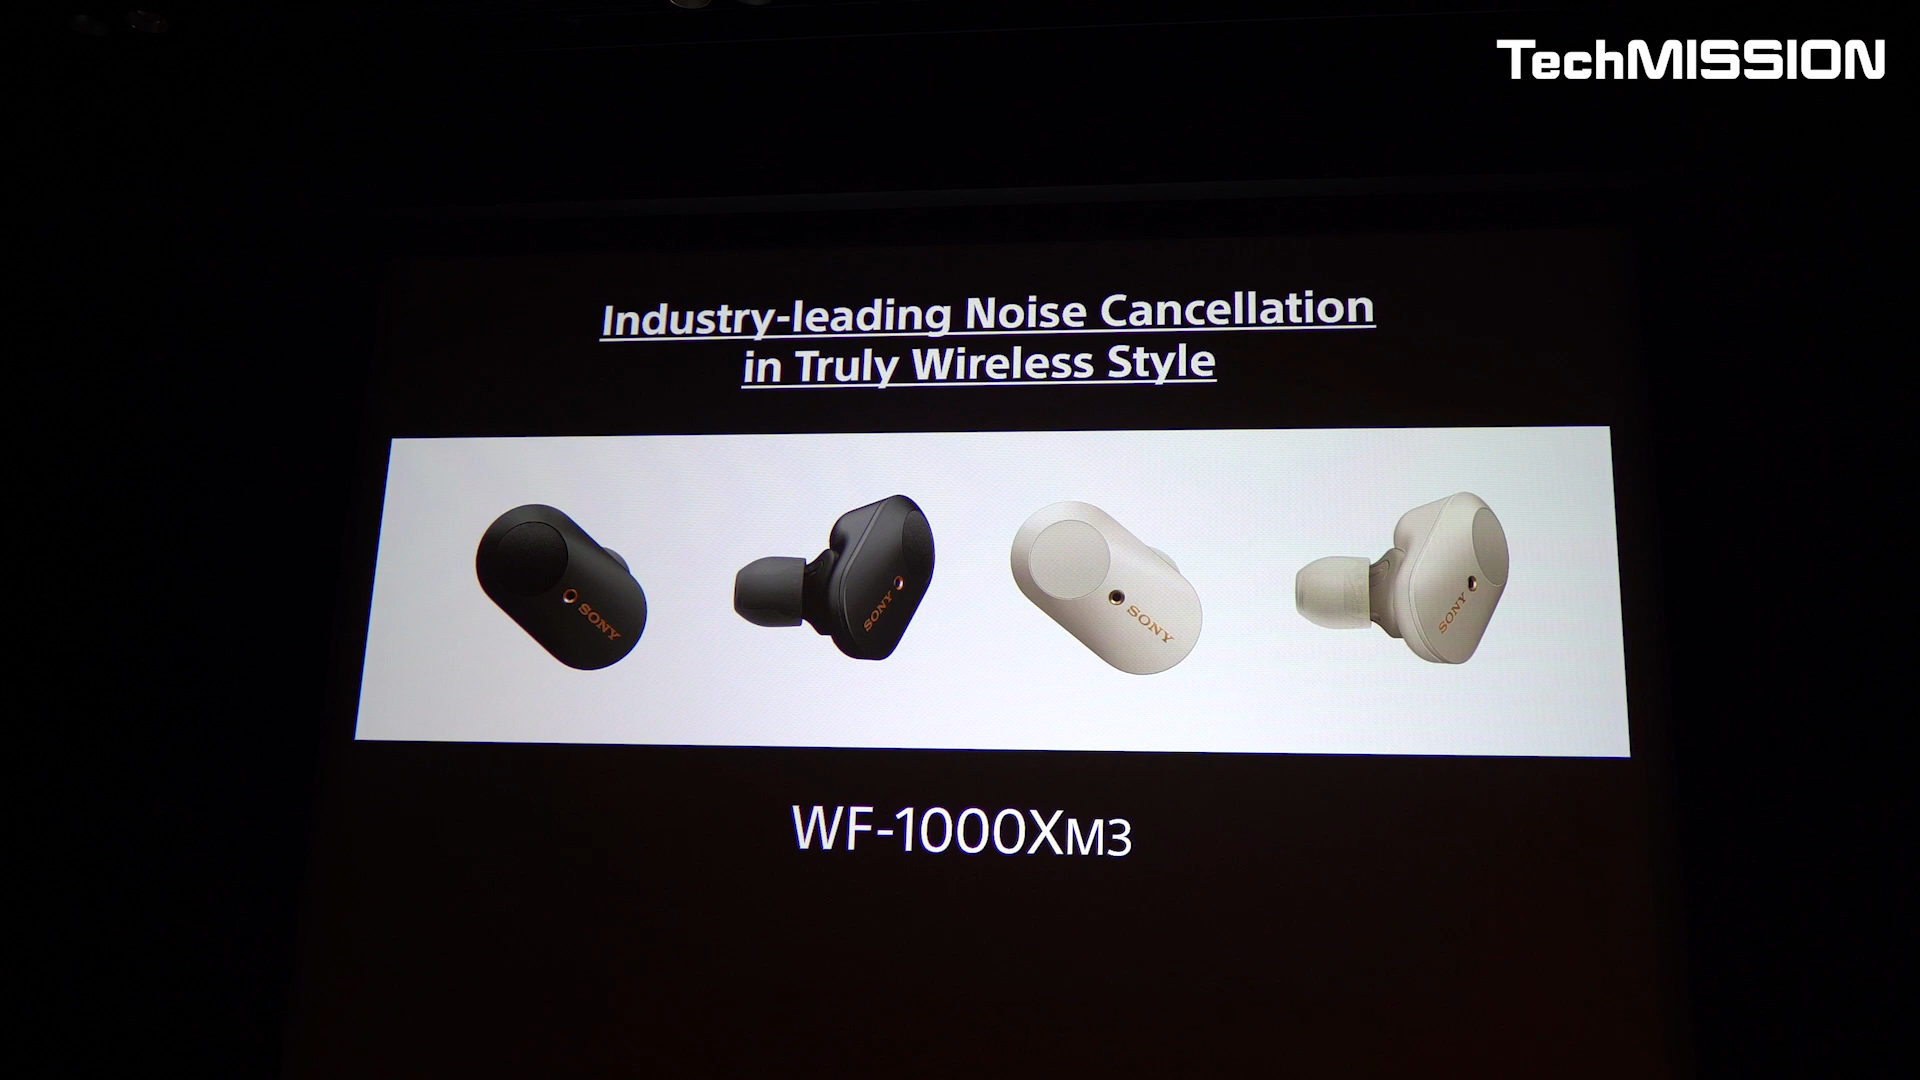 TechMISSION
Industry-leading Noise Cancellation
in Truly Wireless Style
SONY
SONY
SONY
SONY
WF-1000XM3